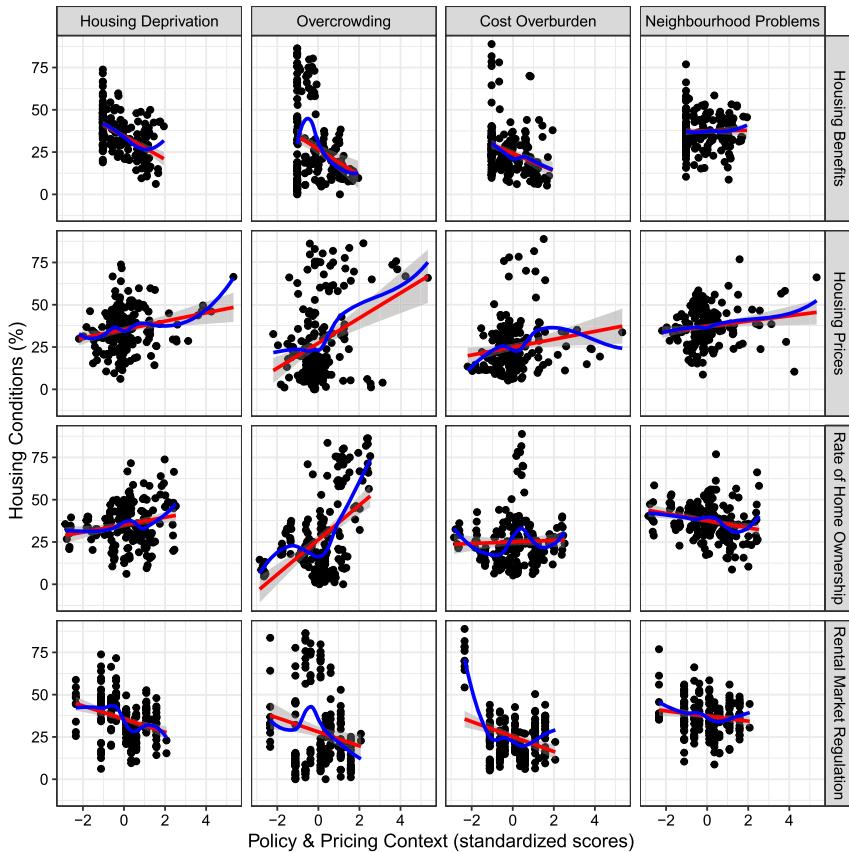 Housing Deprivation
Overcrowding
Cost Overburden
Neighbourhood Problems
75
50
25
0
Housing Benefits
75
50
25
0
Housing Prices
75
50
25
0
Rate of Home Ownership
75
50
25
0
Rental Market Regulation
Housing Conditions (%)
−2 0 2 4
−2 0 2 4
−2 0 2 4
−2 0 2 4
Policy & Pricing Context (standardized scores)